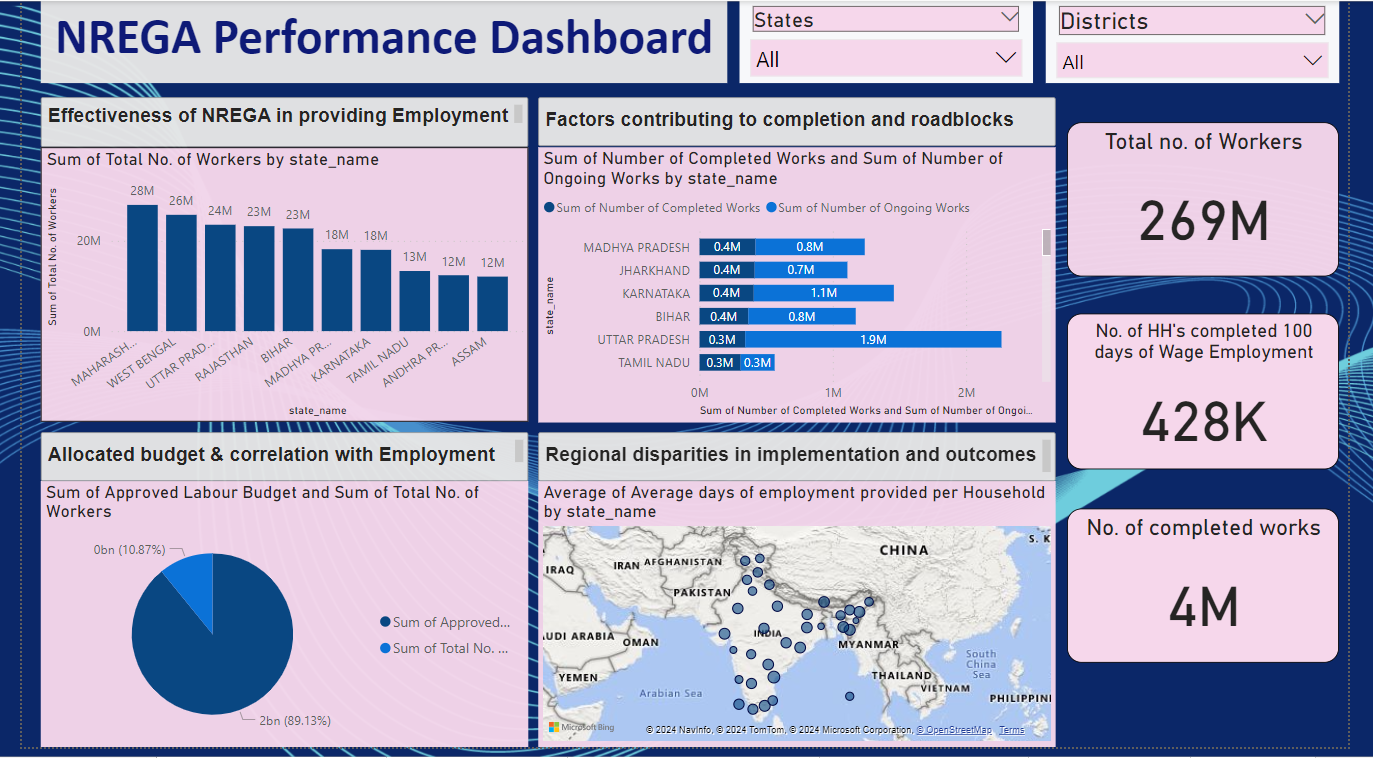 NREGA Performance Dashboard
States
All
Districts
All
Effectiveness of NREGA in providing Employment
Sum of Total No. of Workers by state_name
Sum of Total No. of Workers
20M
0M
28M
26M
24M
23M
23M
18M
18M
13M
12M
12M
MAHARASH...
WEST BENGAL
UTTAR PRAD...
RAJASTHAN
BIHAR
MADHYA PR...
KARNATAKA
TAMIL NADU
ANDHRA PR...
ASSAM
state_name
Factors contributing to completion and roadblocks
Sum of Number of Completed Works and Sum of Number of
Ongoing Works by state_name
Sum of Number of Completed Works Sum of Number of Ongoing Works
state_name
MADHYA PRADESH 0.4M 0.8M
JHARKHAND 0.4M 0.7M
KARNATAKA 0.4M 1.1M
BIHAR 0.4M 0.8M
UTTAR PRADESH 0.3M 1.9M
TAMIL NADU 0.3M 0.3M
0M 1M 2M
Sum of Number of Completed Works and Sum of Number of Ongoi...
Total no. of Workers
269M
No. of HH's completed 100
days of Wage Employment
428K
No. of completed works
4M
Allocated budget & correlation with Employment
Sum of Approved Labour Budget and Sum of Total No. of
Workers
0bn (10.87%)
2bn (89.13%)
Sum of Approved...
Sum of Total No. ...
Regional disparities in implementation and outcomes
Average of Average days of employment provided per Household
by state_name
CHINA
S. K
IRAQ
IRAN
AFGHANISTAN
PAKISTAN
UDI ARABIA
OMAN
INDIA
MYANMAR
YEMEN
Arabian Sea
THAILAND
VIETNAM
South
China
Sea
PHILIPPINI
Microsoft Bing
© 2024 NavInfo, © 2024 TomTom, © 2024 Microsoft Corporation, © OpenStreetMap Terms